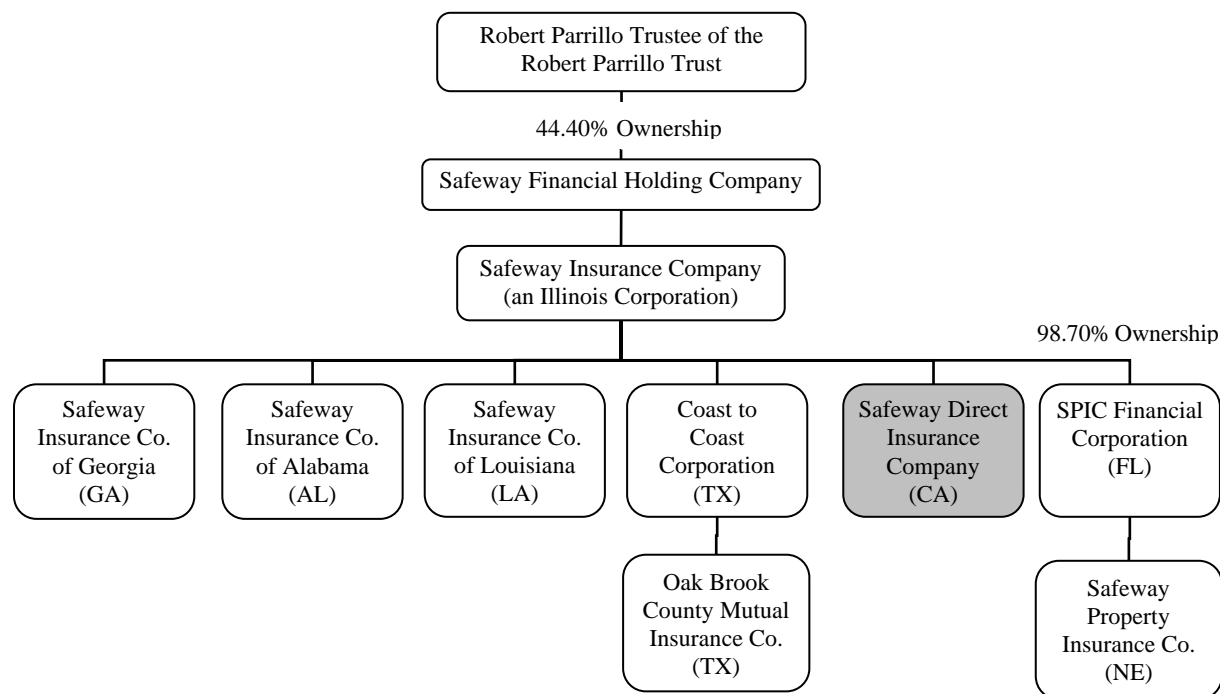 Robert Parrillo Trustee of the
Robert Parrillo Trust
44.40% Ownership
Safeway Financial Holding Company
Safeway Insurance Company
(an Illinois Corporation)
98.70% Ownership
Safeway
Insurance Co.
of Georgia
(GA)
Safeway
Insurance Co.
of Alabama
(AL)
Safeway
Insurance Co.
of Louisiana
(LA)
Coast to
Coast
Corporation
(TX)
Safeway Direct
Insurance
Company
(CA)
SPIC Financial
Corporation
(FL)
Oak Brook
County Mutual
Insurance Co.
(TX)
Safeway
Property
Insurance Co.
(NE)